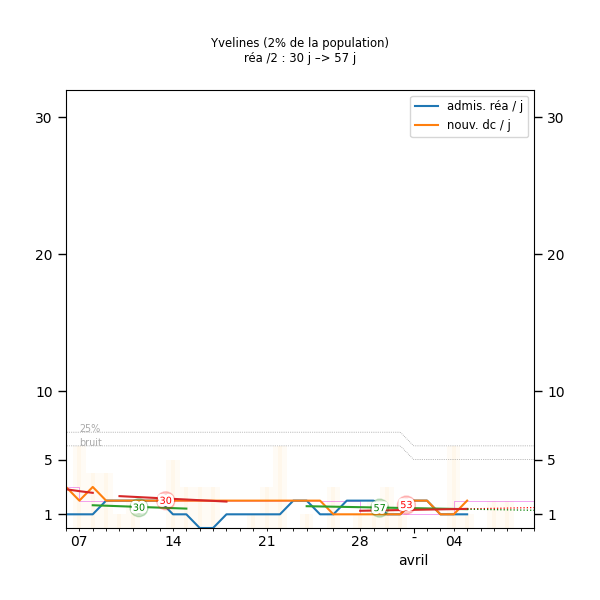 Yvelines (2% de la population)
réa /2 : 30 j –> 57 j
admis. réa / j
nouv. dc / j
30 30
20 20
10 10
25%
bruit
5 5
30 30 57 53
1 1
07 14 21 28 - 04
avril